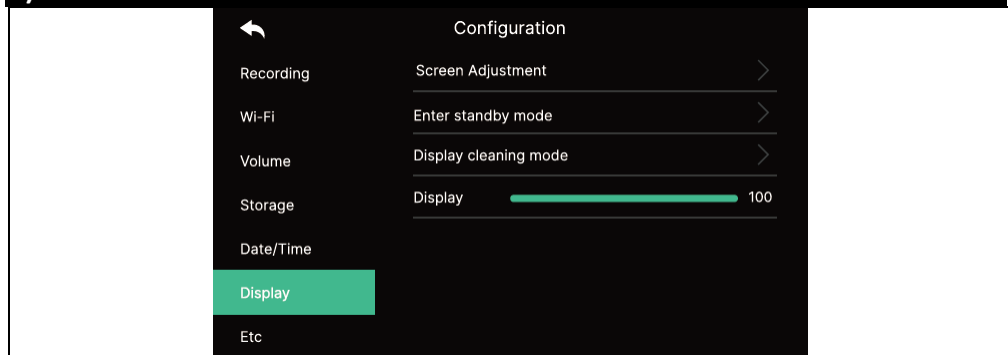 Configuration
Recording
Wi-Fi
Volume
Storage
Date/Time
Display
Etc
Screen Adjustment
Enter standby mode
Display cleaning mode
Display 100